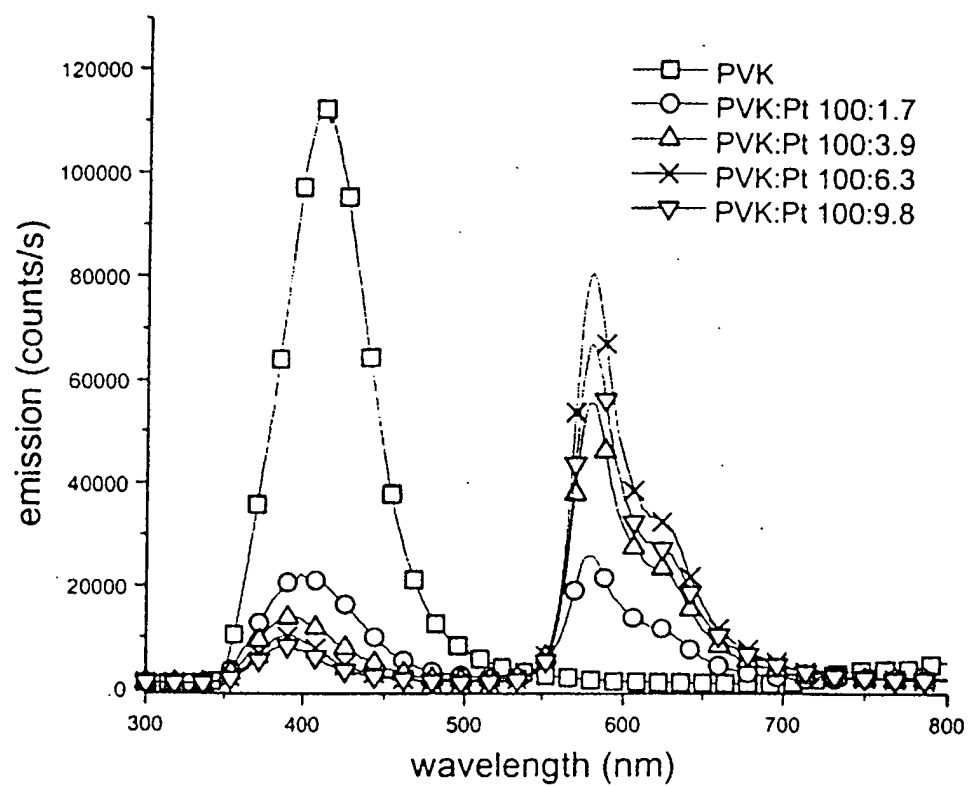 120000
100000
80000
60000
40000
20000
0
emission (counts/s)
PVK
PVK:Pt 100:1.7
PVK:Pt 100:3.9
PVK:Pt 100:6.3
PVK:Pt 100:9.8
300
400
500
600
700
800
wavelength (nm)